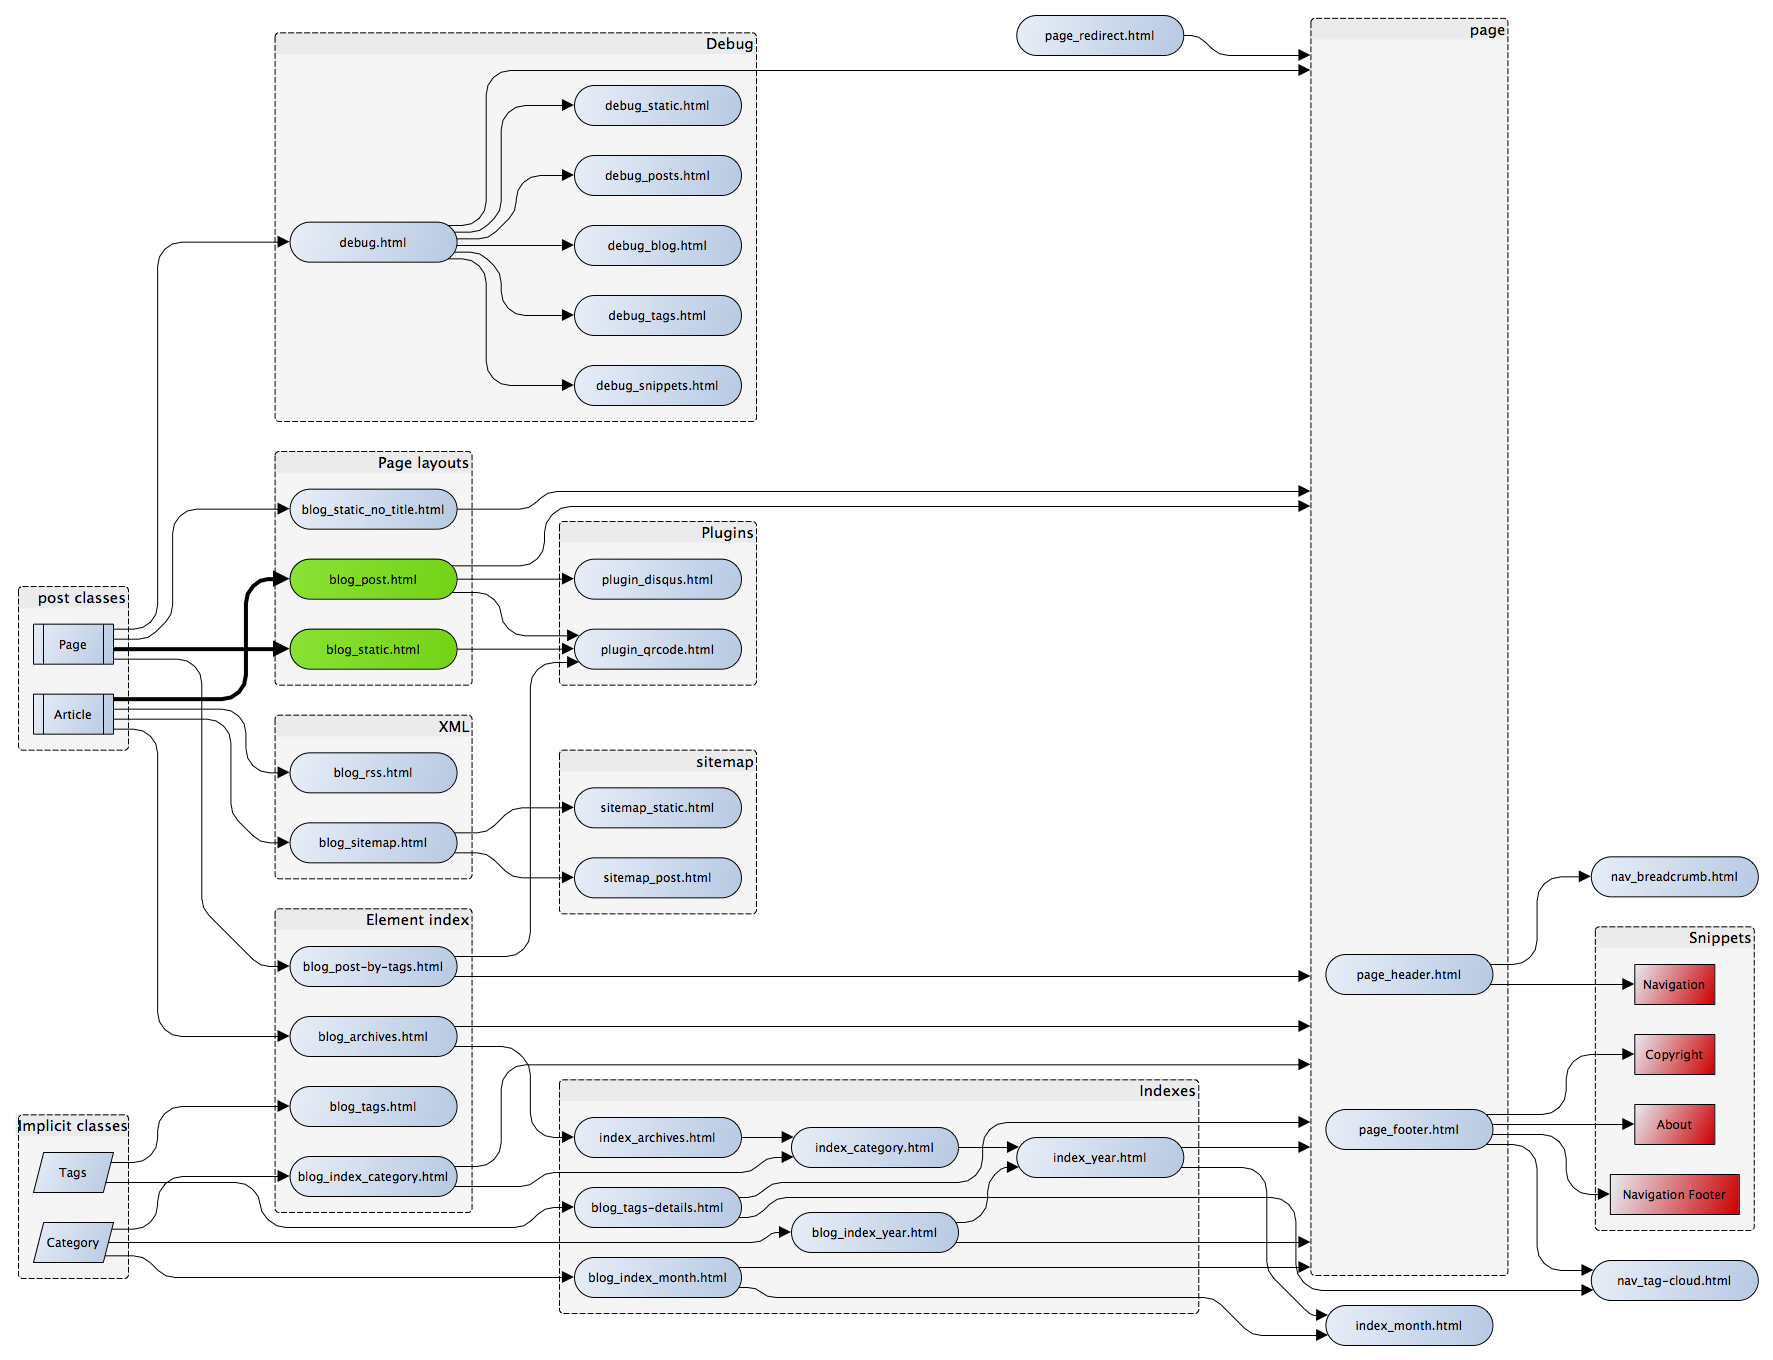 page_redirect.html
page
Debug
debug_static.html
debug_posts.html
debug.html
debug_blog.html
debug_tags.html
debug_snippets.html
Page layouts
blog_static_no_title.html
blog_post.html
blog_static.html
Plugins
plugin_disqus.html
plugin_qrcode.html
post classes
Page
Article
XML
blog_rss.html
blog_sitemap.html
sitemap
sitemap_static.html
sitemap_post.html
Element index
blog_post-by-tags.html
blog_archives.html
blog_tags.html
blog_index_category.html
Implicit classes
Tags
Category
Indexes
index_archives.html
index_category.html
index_year.html
blog_tags-details.html
blog_index_year.html
blog_index_month.html
page_header.html
page_footer.html
nav_breadcrumb.html
Snippets
Navigation
Copyright
About
Navigation Footer
nav_tag-cloud.html
index_month.html